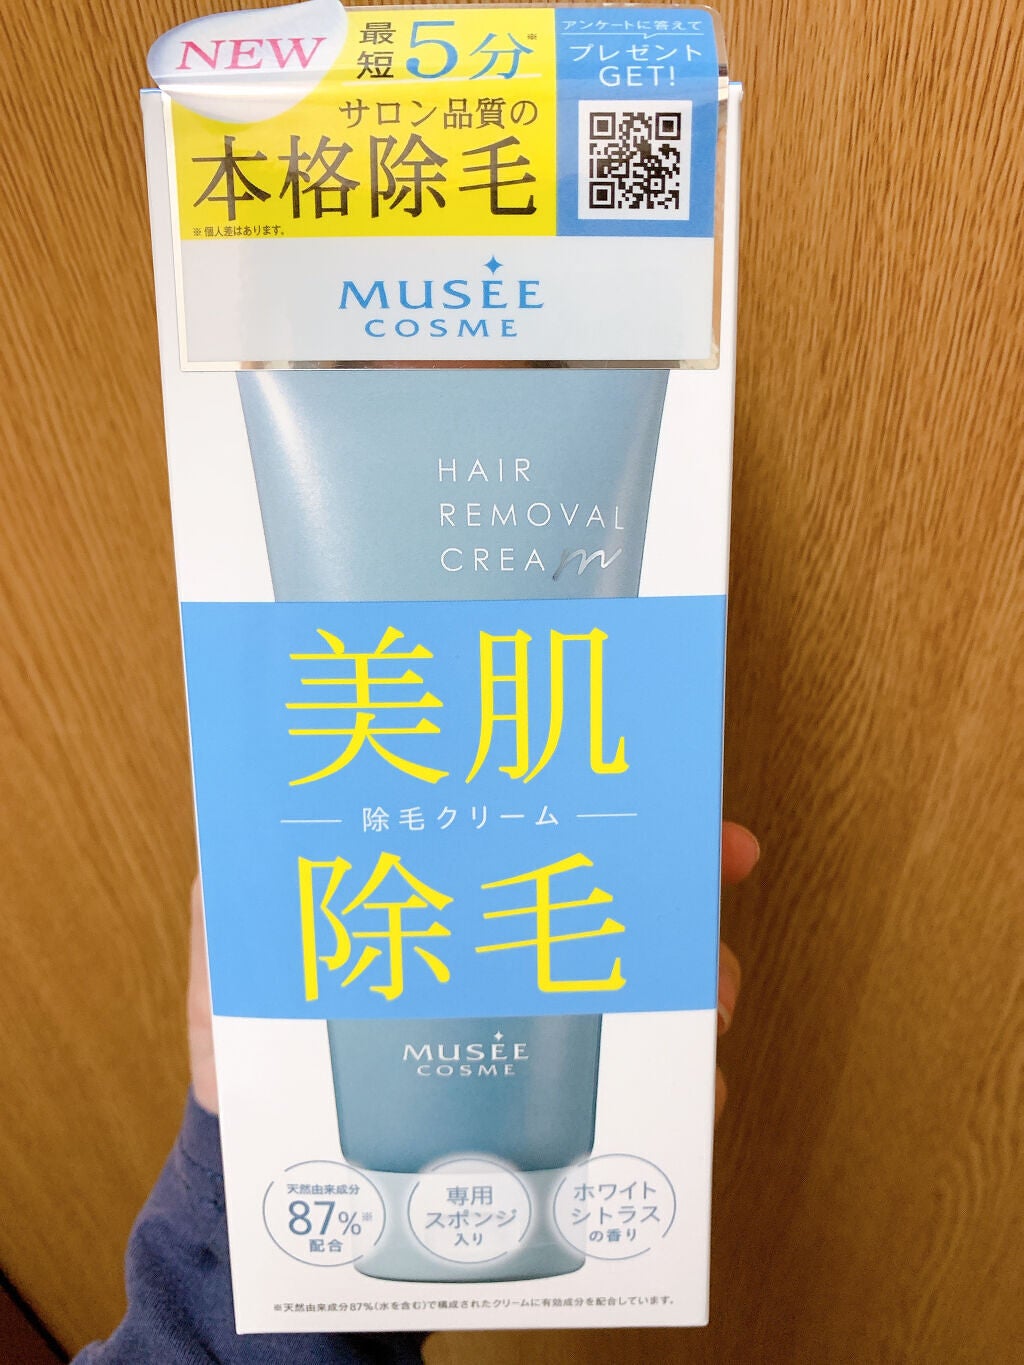 NEW
最短5分※
サロン品質の
本格除毛
※個人差はあります。
アンケートに答えて
プレゼント
GET!
MUSÉE
COSME
HAIR
REMOVAL
CREAm
美肌
除毛クリーム
除毛
MUSÉE
COSME
天然由来成分
87%※
配合
専用
スポンジ
入り
ホワイト
シトラス
の香り
※天然由来成分87%(水を含む)で構成されたクリームに有効成分を配合しています。